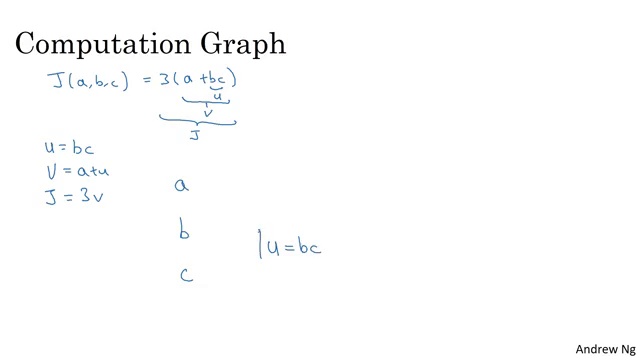 Computation Graph
J(a,b,c) = 3(a+bc)
u
v
J
u = bc
V = a+u
J = 3v
a
b
c
u = bc
Andrew Ng